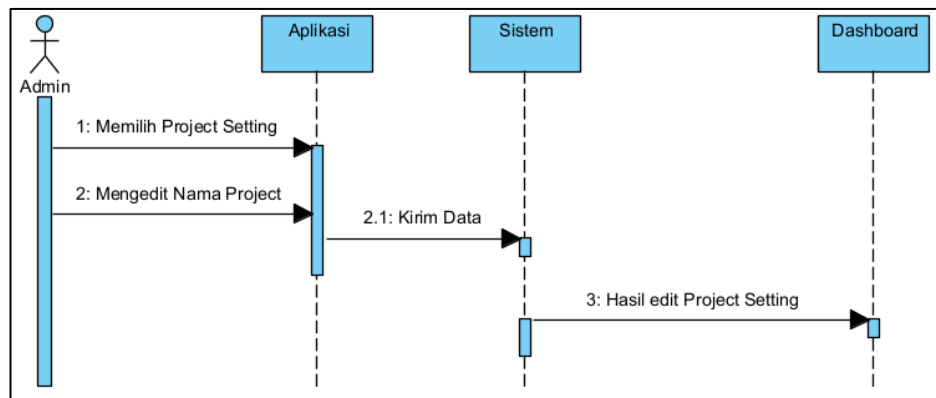 Aplikasi
Sistem
Dashboard
Admin
1: Memilih Project Setting
2: Mengedit Nama Project
2.1: Kirim Data
3: Hasil edit Project Setting